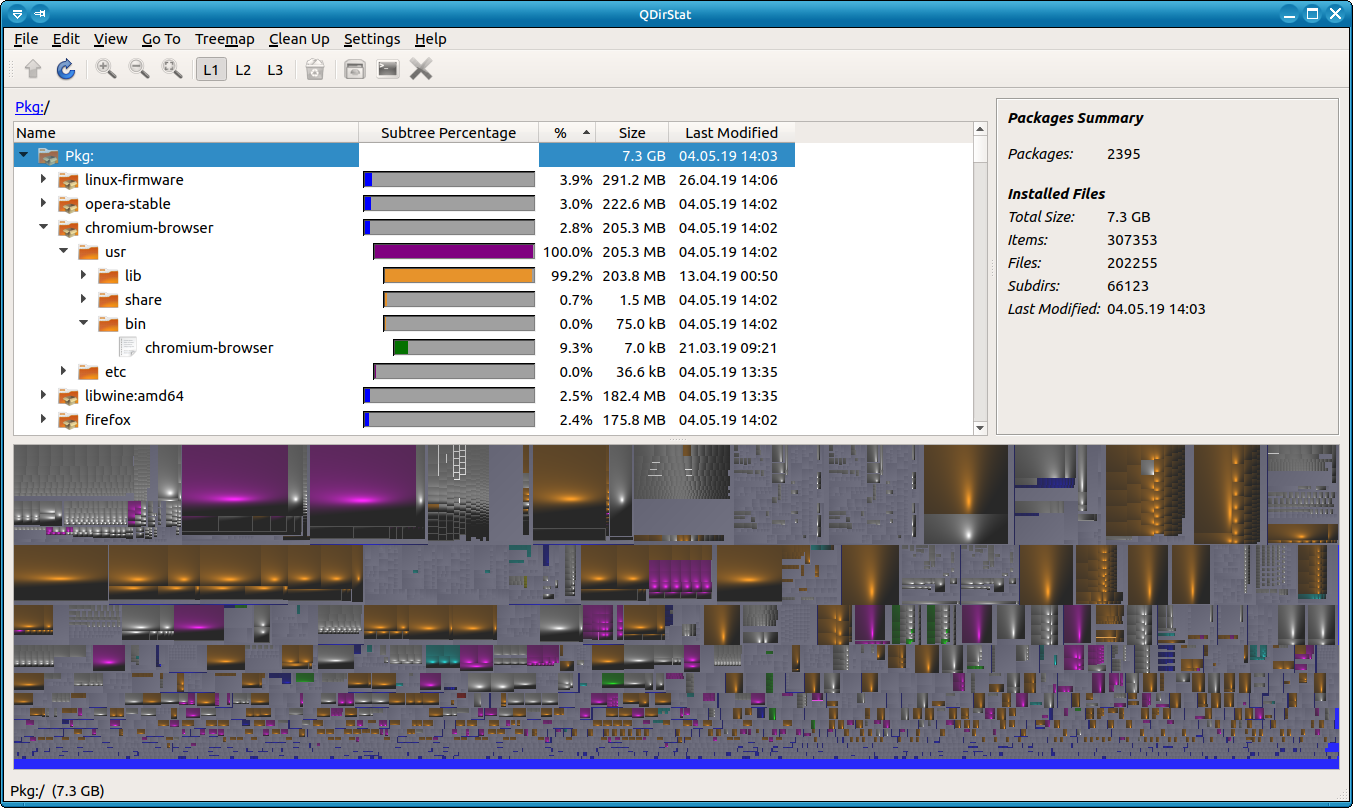 QDirStat
File Edit View Go To Treemap Clean Up Settings Help
L1 L2 L3
Pkg:/
Name Subtree Percentage % Size Last Modified
Pkg: 7.3 GB 04.05.19 14:03
linux-firmware 3.9% 291.2 MB 26.04.19 14:06
opera-stable 3.0% 222.6 MB 04.05.19 14:02
chromium-browser 2.8% 205.3 MB 04.05.19 14:02
usr 100.0% 205.3 MB 04.05.19 14:02
lib 99.2% 203.8 MB 13.04.19 00:50
share 0.7% 1.5 MB 04.05.19 14:02
bin 0.0% 75.0 kB 04.05.19 14:02
chromium-browser 9.3% 7.0 kB 21.03.19 09:21
etc 0.0% 36.6 kB 04.05.19 13:35
libwine:amd64 2.5% 182.4 MB 04.05.19 13:35
firefox 2.4% 175.8 MB 04.05.19 14:02
Packages Summary
Packages: 2395
Installed Files
Total Size: 7.3 GB
Items: 307353
Files: 202255
Subdirs: 66123
Last Modified: 04.05.19 14:03
Pkg:/ (7.3 GB)